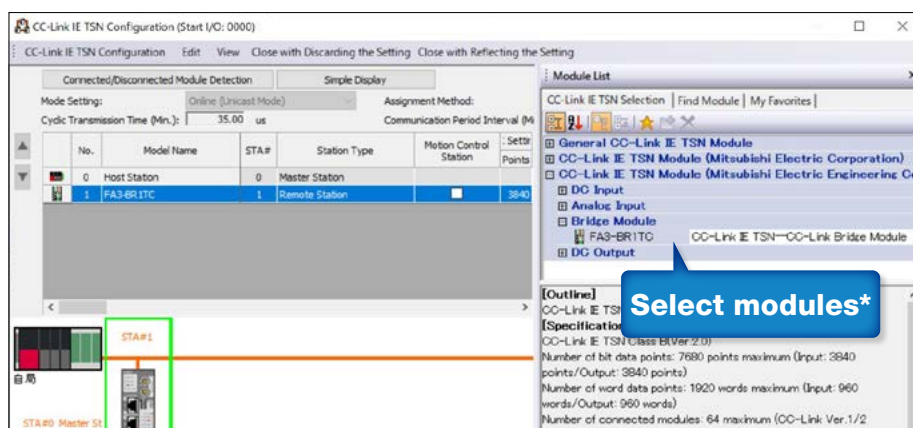 CC-Link IE TSN Configuration (Start I/O: 0000)
CC-Link IE TSN Configuration Edit View Close with Discarding the Setting Close with Reflecting the Setting
Connected/Disconnected Module Detection Simple Display
Mode Setting: Online (Unicast Mode) Assignment Method:
Cyclic Transmission Time (Min.): 35.00 us Communication Period Interval (M
No. Model Name STA# Station Type Motion Control Station Points
0 Host Station 0 Master Station
1 FA3-BR1TC 1 Remote Station 3840
STA#1
自局
STA#0 Master St
Module List
CC-Link IE TSN Selection Find Module My Favorites
General CC-Link IE TSN Module
CC-Link IE TSN Module (Mitsubishi Electric Corporation)
CC-Link IE TSN Module (Mitsubishi Electric Engineering C
DC Input
Analog Input
Bridge Module
FA3-BR1TC CC-Link IE TSN-CC-Link Bridge Module
DC Output
Select modules*
[Outline]
CC-Link IE TS
[Specification
CC-Link IE TSN Class B(Ver.2.0)
Number of bit data points: 7680 points maximum (Input: 3840
points/Output: 3840 points)
Number of word data points: 1920 words maximum (Input: 960
words/Output: 960 words)
Number of connected modules: 64 maximum (CC-Link Ver.1/2